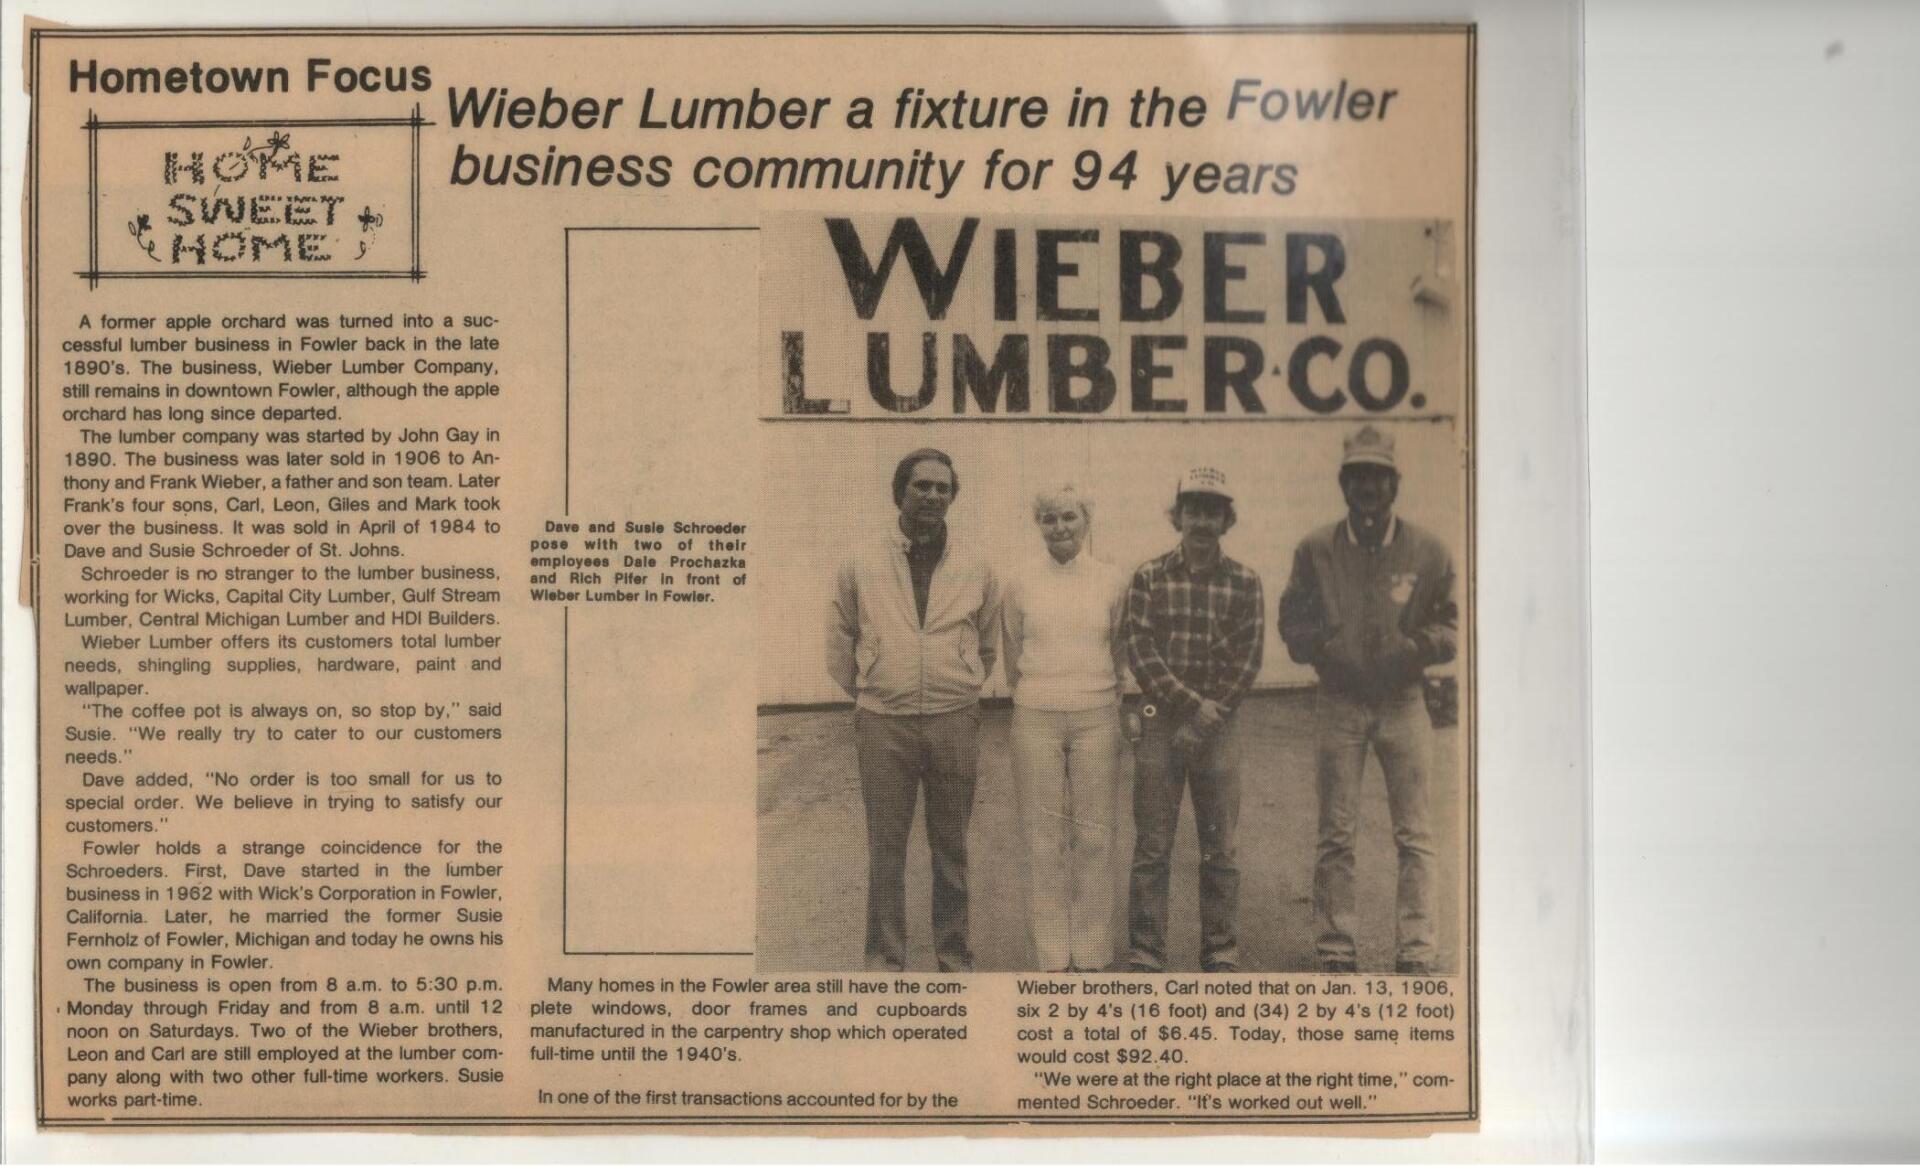 Hometown Focus
HOME
SWEET
HOME
Wieber Lumber a fixture in the Fowler
business community for 94 years
A former apple orchard was turned into a suc-
cessful lumber business in Fowler back in the late
1890's. The business, Wieber Lumber Company,
still remains in downtown Fowler, although the apple
orchard has long since departed.
The lumber company was started by John Gay in
1890. The business was later sold in 1906 to An-
thony and Frank Wieber, a father and son team. Later
Frank's four sons, Carl, Leon, Giles and Mark took
over the business. It was sold in April of 1984 to
Dave and Susie Schroeder of St. Johns.
Schroeder is no stranger to the lumber business,
working for Wicks, Capital City Lumber, Gulf Stream
Lumber, Central Michigan Lumber and HDI Builders.
Wieber Lumber offers its customers total lumber
needs, shingling supplies, hardware, paint and
wallpaper.
"The coffee pot is always on, so stop by," said
Susie. "We really try to cater to our customers
needs."
Dave added, "No order is too small for us to
special order. We believe in trying to satisfy our
customers."
Fowler holds a strange coincidence for the
Schroeders. First, Dave started in the lumber
business in 1962 with Wick's Corporation in Fowler,
California. Later, he married the former Susie
Fernholz of Fowler, Michigan and today he owns his
own company in Fowler.
The business is open from 8 a.m. to 5:30 p.m.
Monday through Friday and from 8 a.m. until 12
noon on Saturdays. Two of the Wieber brothers,
Leon and Carl are still employed at the lumber com-
pany along with two other full-time workers. Susie
works part-time.
WIEBER
LUMBER CO.
WIEBER
LUMBER
CO
Dave and Susie Schroeder
pose with two of their
employees Dale Prochazka
and Rich Pifer in front of
Wieber Lumber in Fowler.
Many homes in the Fowler area still have the com-
plete windows, door frames and cupboards
manufactured in the carpentry shop which operated
full-time until the 1940's.
In one of the first transactions accounted for by the
Wieber brothers, Carl noted that on Jan. 13, 1906,
six 2 by 4's (16 foot) and (34) 2 by 4's (12 foot)
cost a total of $6.45. Today, those same items
would cost $92.40.
"We were at the right place at the right time," com-
mented Schroeder. "It's worked out well."